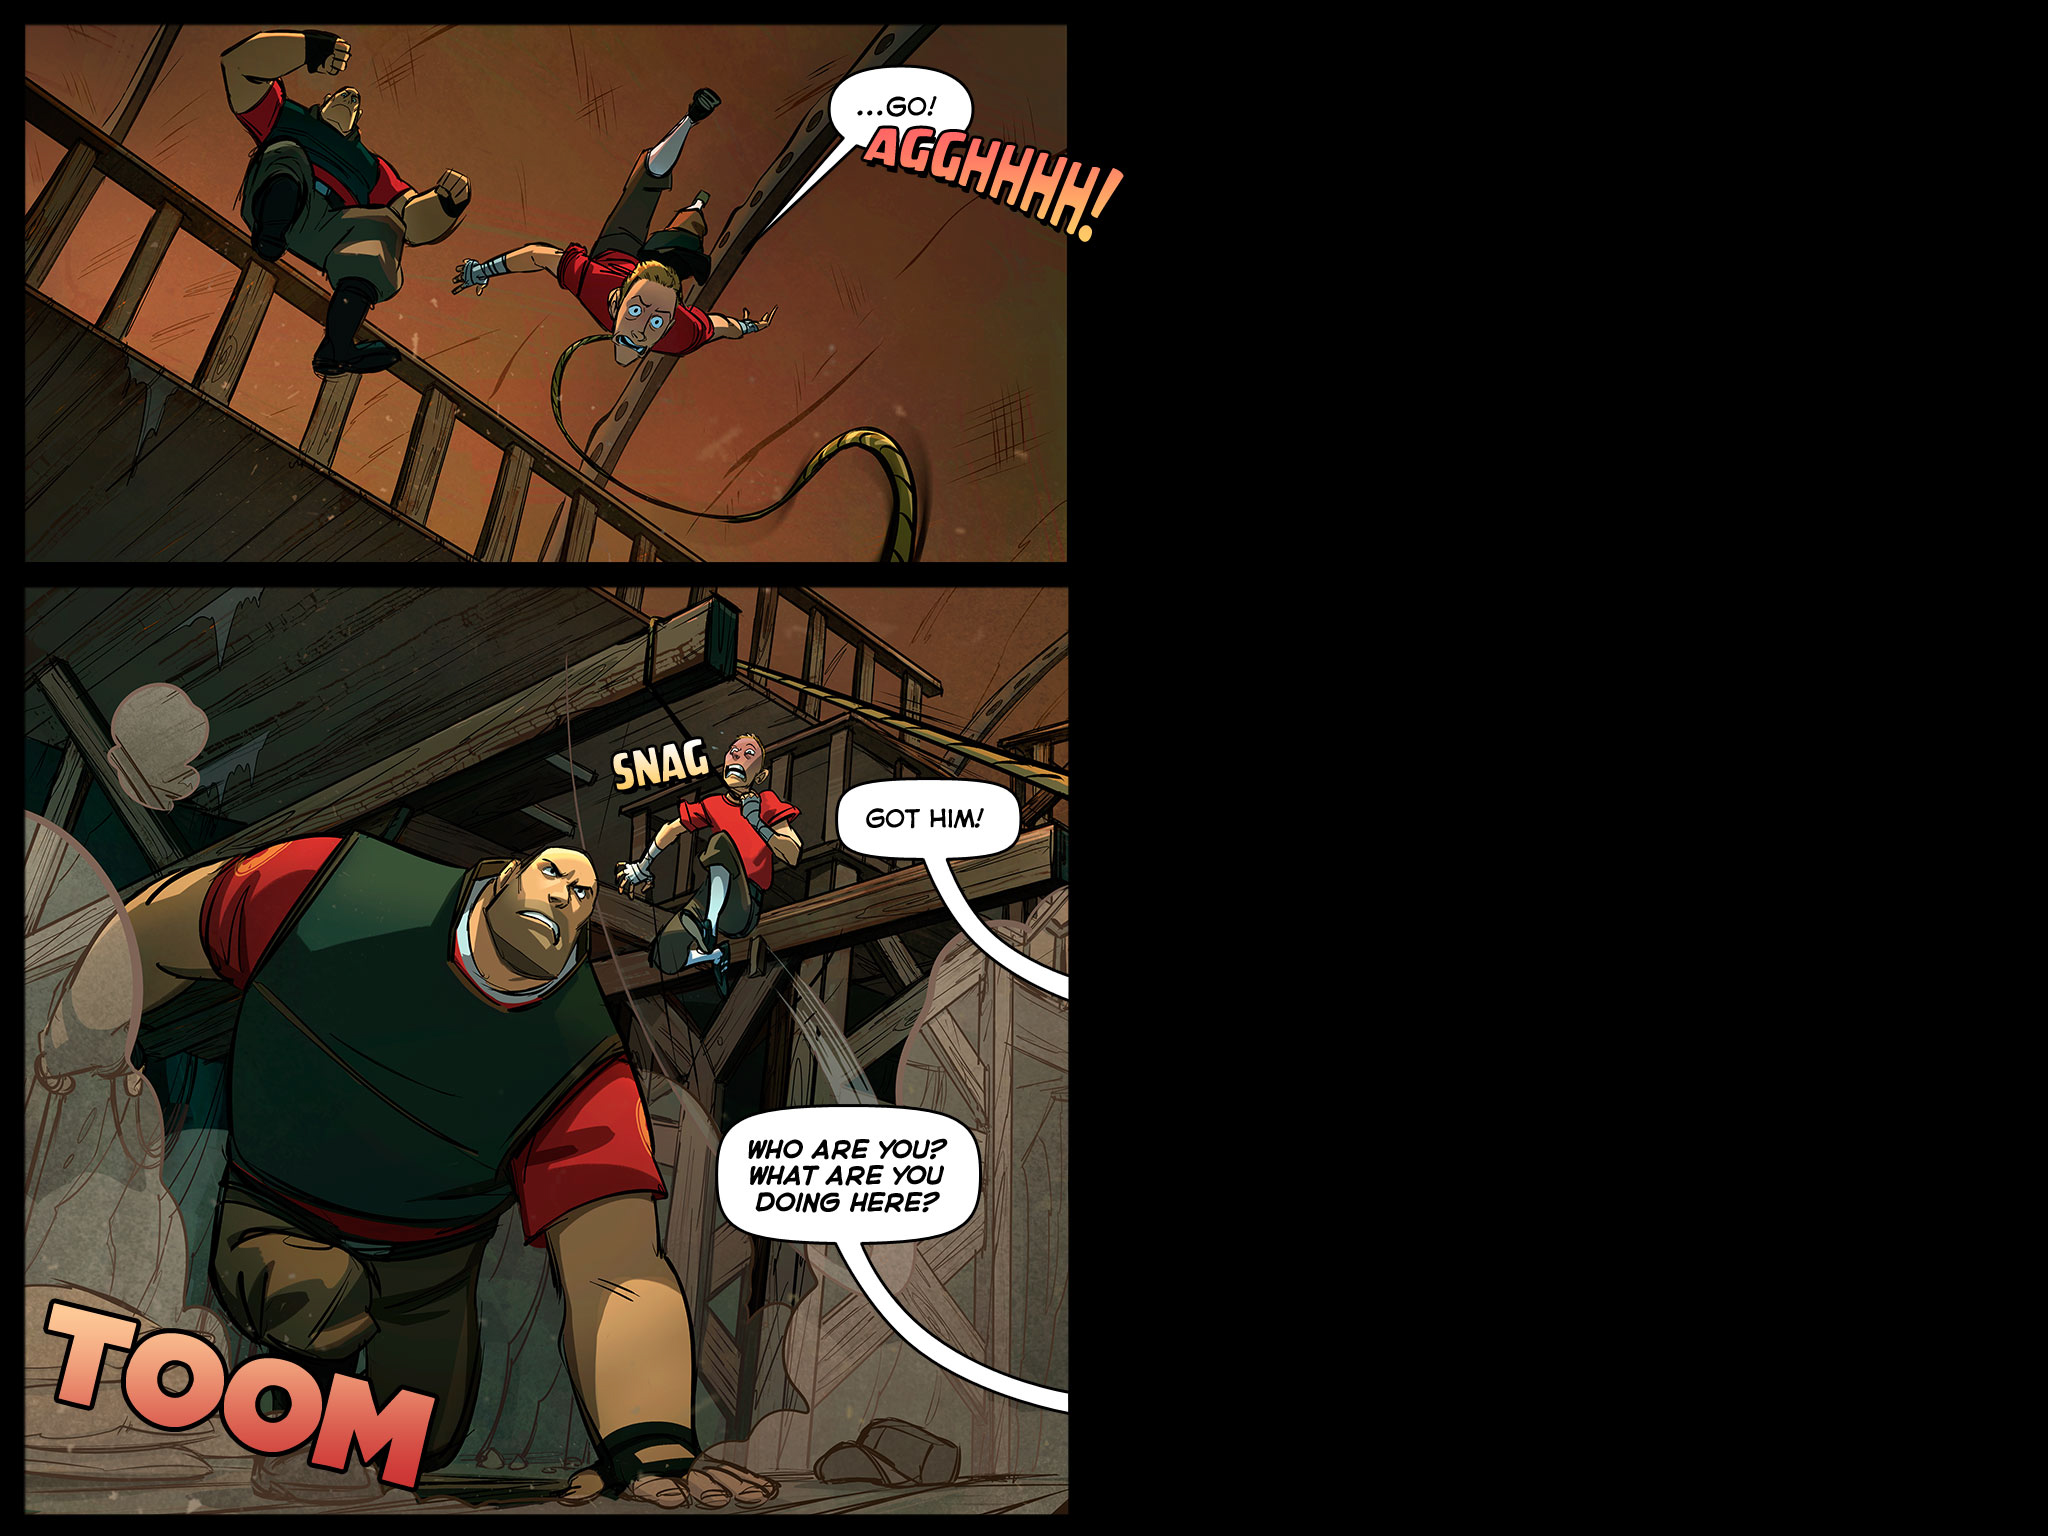 ...GO!
AGGHHHH!
SNAG
GOT HIM!
WHO ARE YOU?
WHAT ARE YOU
DOING HERE?
TOOM